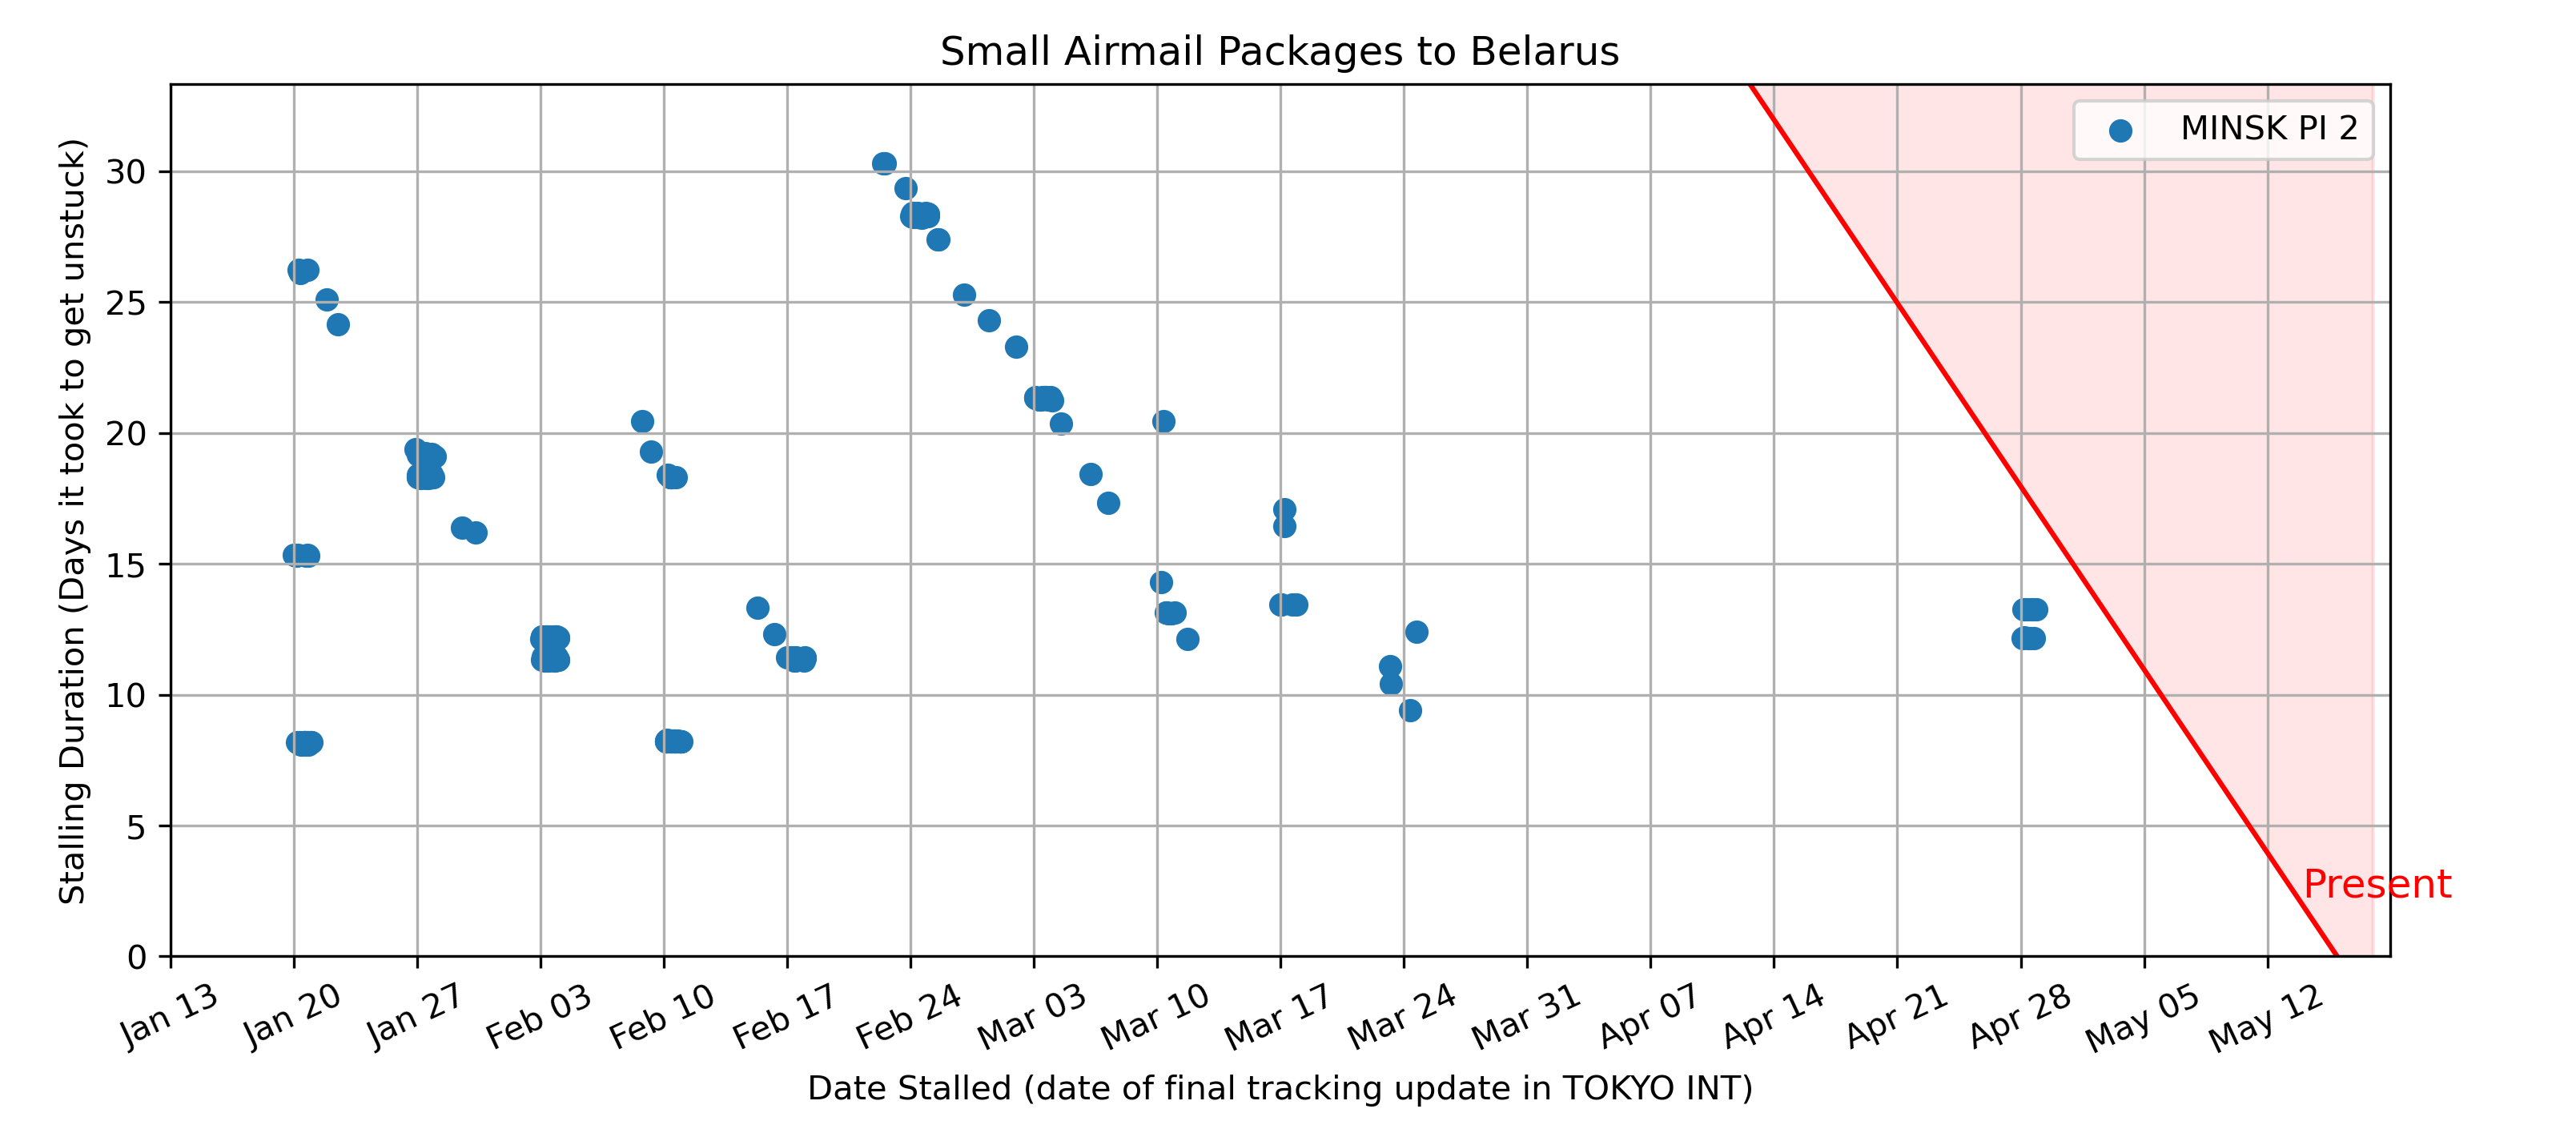 Small Airmail Packages to Belarus
MINSK PI 2
Stalling Duration (Days it took to get unstuck)
30
25
20
15
10
5
0
Present
Jan 13
Jan 20
Jan 27
Feb 03
Feb 10
Feb 17
Feb 24
Mar 03
Mar 10
Mar 17
Mar 24
Mar 31
Apr 07
Apr 14
Apr 21
Apr 28
May 05
May 12
Date Stalled (date of final tracking update in TOKYO INT)